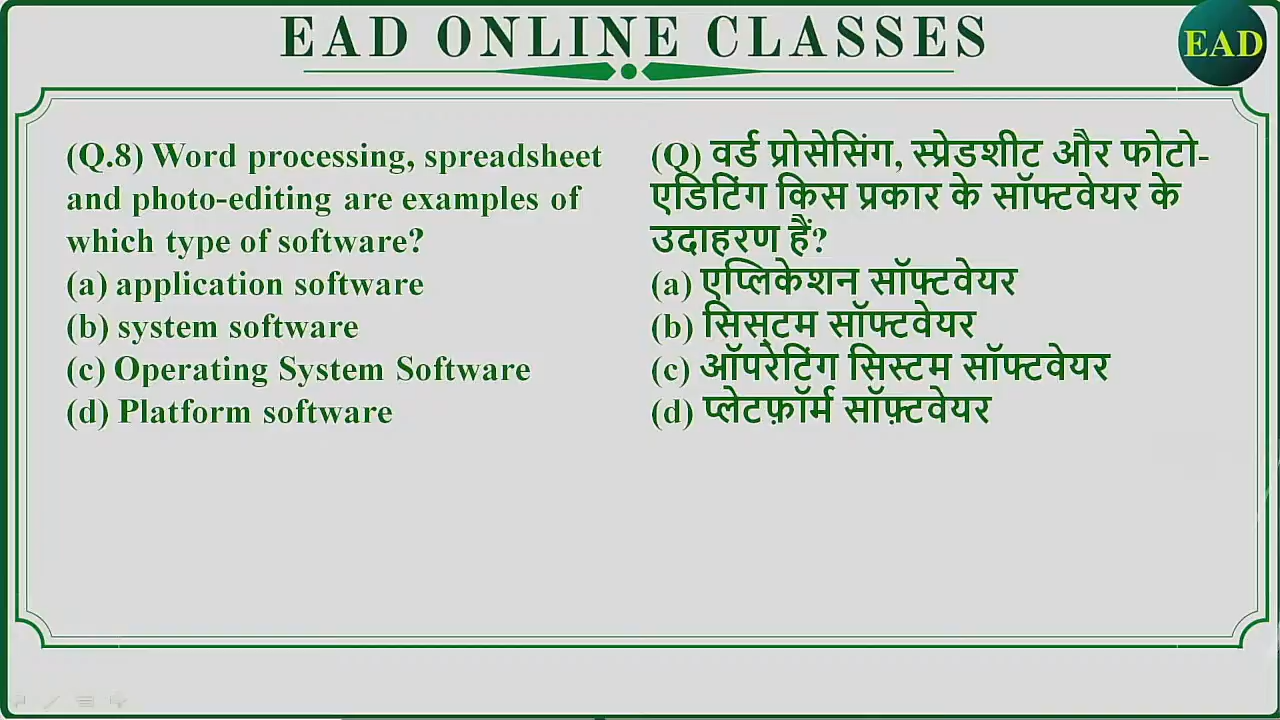 EAD ONLINE CLASSES
EAD
(Q.8) Word processing, spreadsheet
and photo-editing are examples of
which type of software?
(a) application software
(b) system software
(c) Operating System Software
(d) Platform software
(Q) वर्ड प्रोसेसिंग, स्प्रेडशीट और फोटो-
एडिटिंग किस प्रकार के सॉफ्टवेयर के
उदाहरण हैं?
(a) एप्लिकेशन सॉफ्टवेयर
(b) सिस्टम सॉफ्टवेयर
(c) ऑपरेटिंग सिस्टम सॉफ्टवेयर
(d) प्लेटफ़ॉर्म सॉफ़्टवेयर